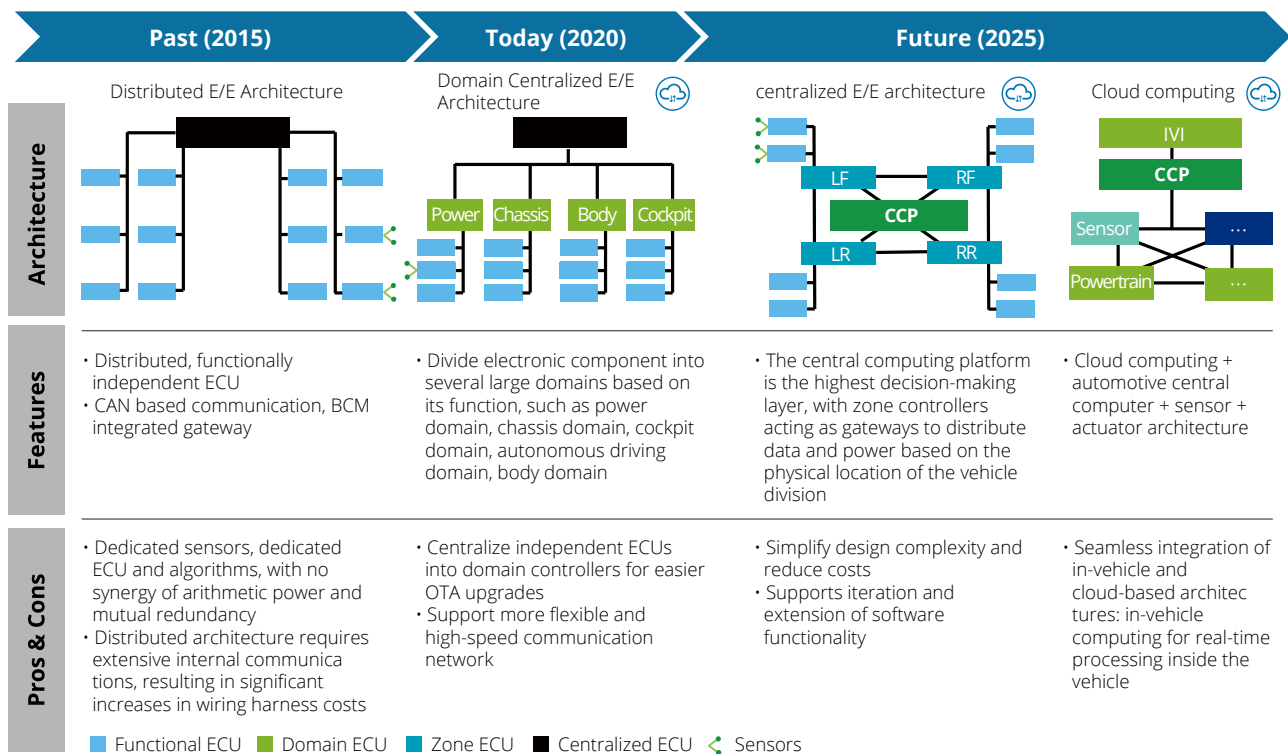 Past (2015)
Today (2020)
Future (2025)
Architecture
Distributed E/E Architecture
Domain Centralized E/E
Architecture
Power
Chassis
Body
Cockpit
centralized E/E architecture
LF
RF
CCP
LR
RR
Cloud computing
IVI
CCP
Sensor
...
Powertrain
...
Features
• Distributed, functionally
independent ECU
• CAN based communication, BCM
integrated gateway
• Divide electronic component into
several large domains based on
its function, such as power
domain, chassis domain, cockpit
domain, autonomous driving
domain, body domain
• The central computing platform
is the highest decision-making
layer, with zone controllers
acting as gateways to distribute
data and power based on the
physical location of the vehicle
division
• Cloud computing +
automotive central
computer + sensor +
actuator architecture
Pros & Cons
• Dedicated sensors, dedicated
ECU and algorithms, with no
synergy of arithmetic power and
mutual redundancy
• Distributed architecture requires
extensive internal communica
tions, resulting in significant
increases in wiring harness costs
• Centralize independent ECUs
into domain controllers for easier
OTA upgrades
• Support more flexible and
high-speed communication
network
• Simplify design complexity and
reduce costs
• Supports iteration and
extension of software
functionality
• Seamless integration of
in-vehicle and
cloud-based architec
tures: in-vehicle
computing for real-time
processing inside the
vehicle
Functional ECU
Domain ECU
Zone ECU
Centralized ECU
Sensors